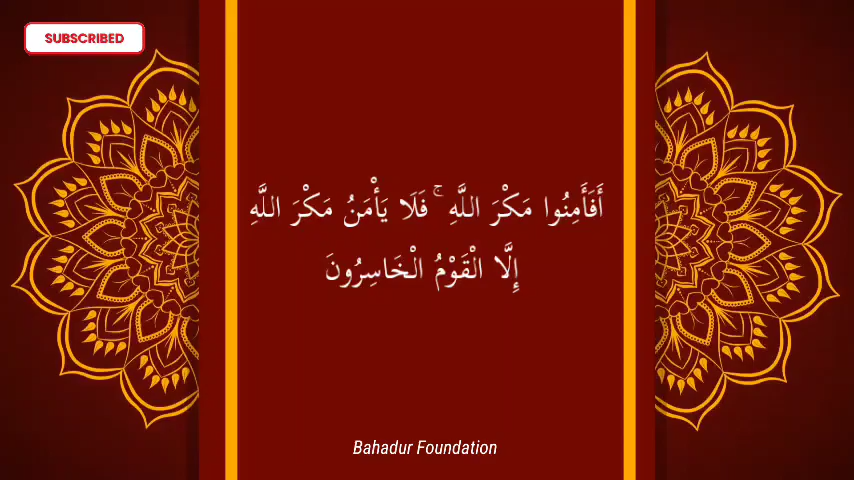 SUBSCRIBED
أَفَأَمِنُوا مَكْرَ اللَّهِ ۚ فَلَا يَأْمَنُ مَكْرَ اللَّهِ
إِلَّا الْقَوْمُ الْخَاسِرُونَ
Bahadur Foundation